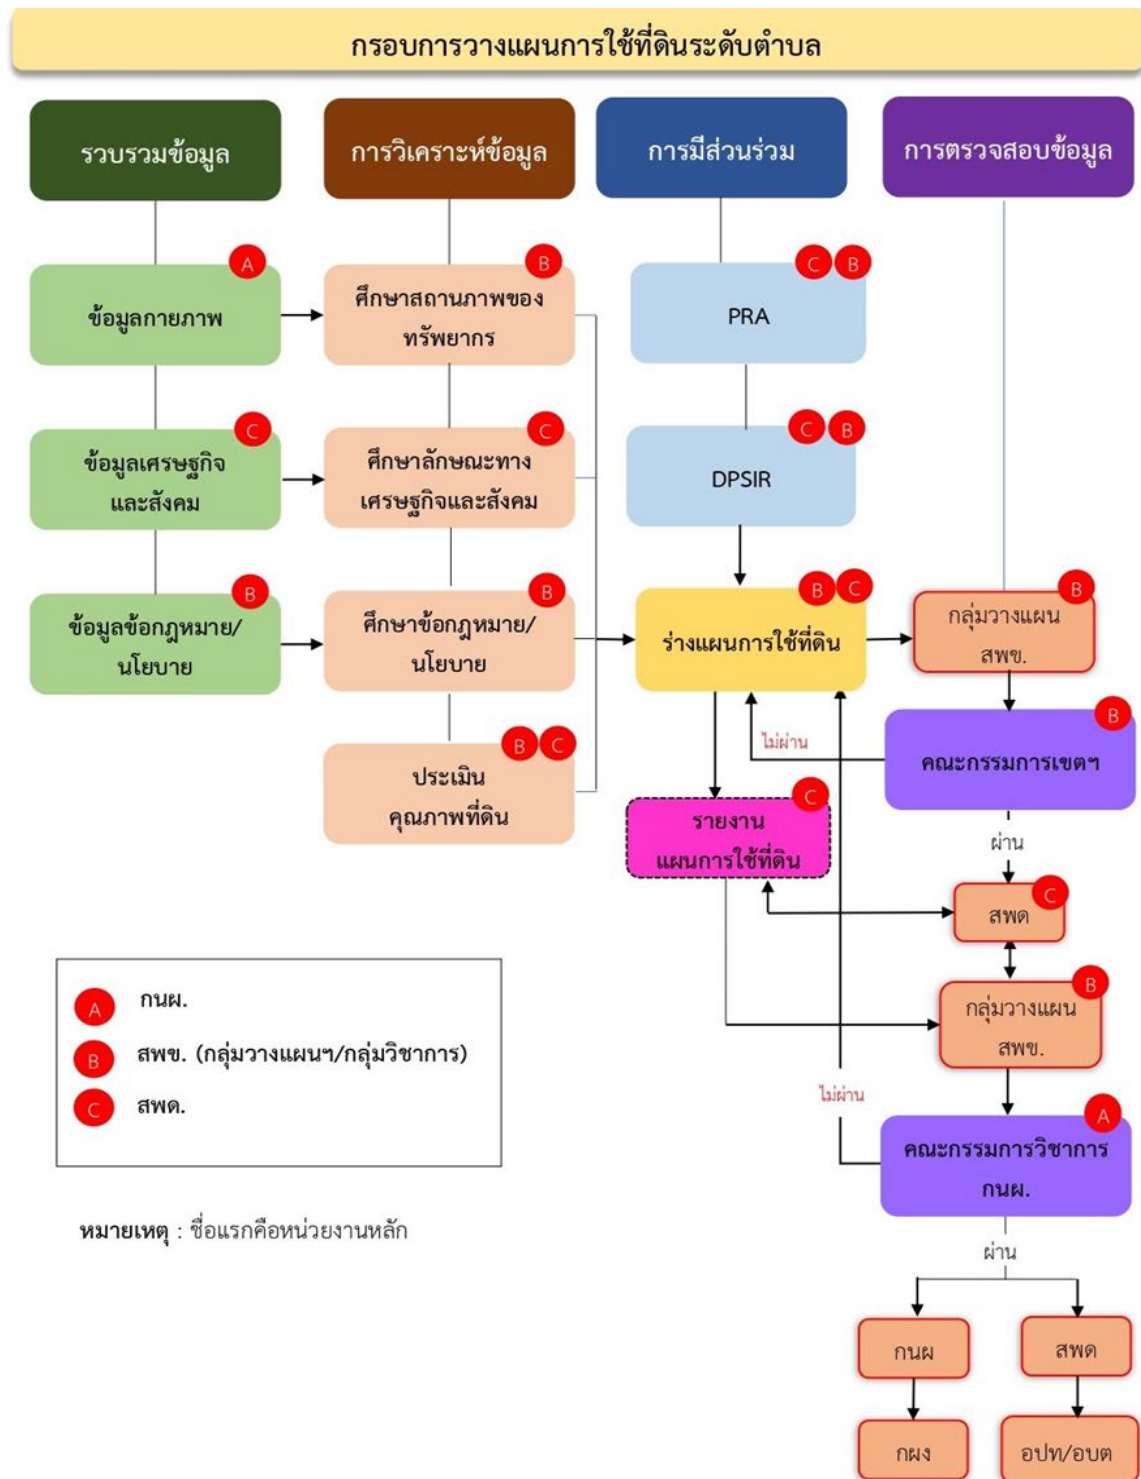 กรอบการวางแผนการใช้ที่ดินระดับตำบล
รวบรวมข้อมูล
การวิเคราะห์ข้อมูล
การมีส่วนร่วม
การตรวจสอบข้อมูล
A
ข้อมูลกายภาพ
B
ศึกษาสถานภาพของ
ทรัพยากร
C B
PRA
C
ข้อมูลเศรษฐกิจ
และสังคม
C
ศึกษาลักษณะทาง
เศรษฐกิจและสังคม
C B
DPSIR
B
ข้อมูลข้อกฎหมาย/
นโยบาย
B
ศึกษาข้อกฎหมาย/
นโยบาย
B C
ร่างแผนการใช้ที่ดิน
B
กลุ่มวางแผน
สพข.
B C
ประเมิน
คุณภาพที่ดิน
ไม่ผ่าน
B
คณะกรรมการเขตฯ
C
รายงาน
แผนการใช้ที่ดิน
ผ่าน
C
สพด
B
กลุ่มวางแผน
สพข.
A กนผ.
B สพข. (กลุ่มวางแผนฯ/กลุ่มวิชาการ)
C สพด.
ไม่ผ่าน
A
คณะกรรมการวิชาการ
กนผ.
หมายเหตุ : ชื่อแรกคือหน่วยงานหลัก
ผ่าน
กนผ
สพด
กผง
อปท/อบต